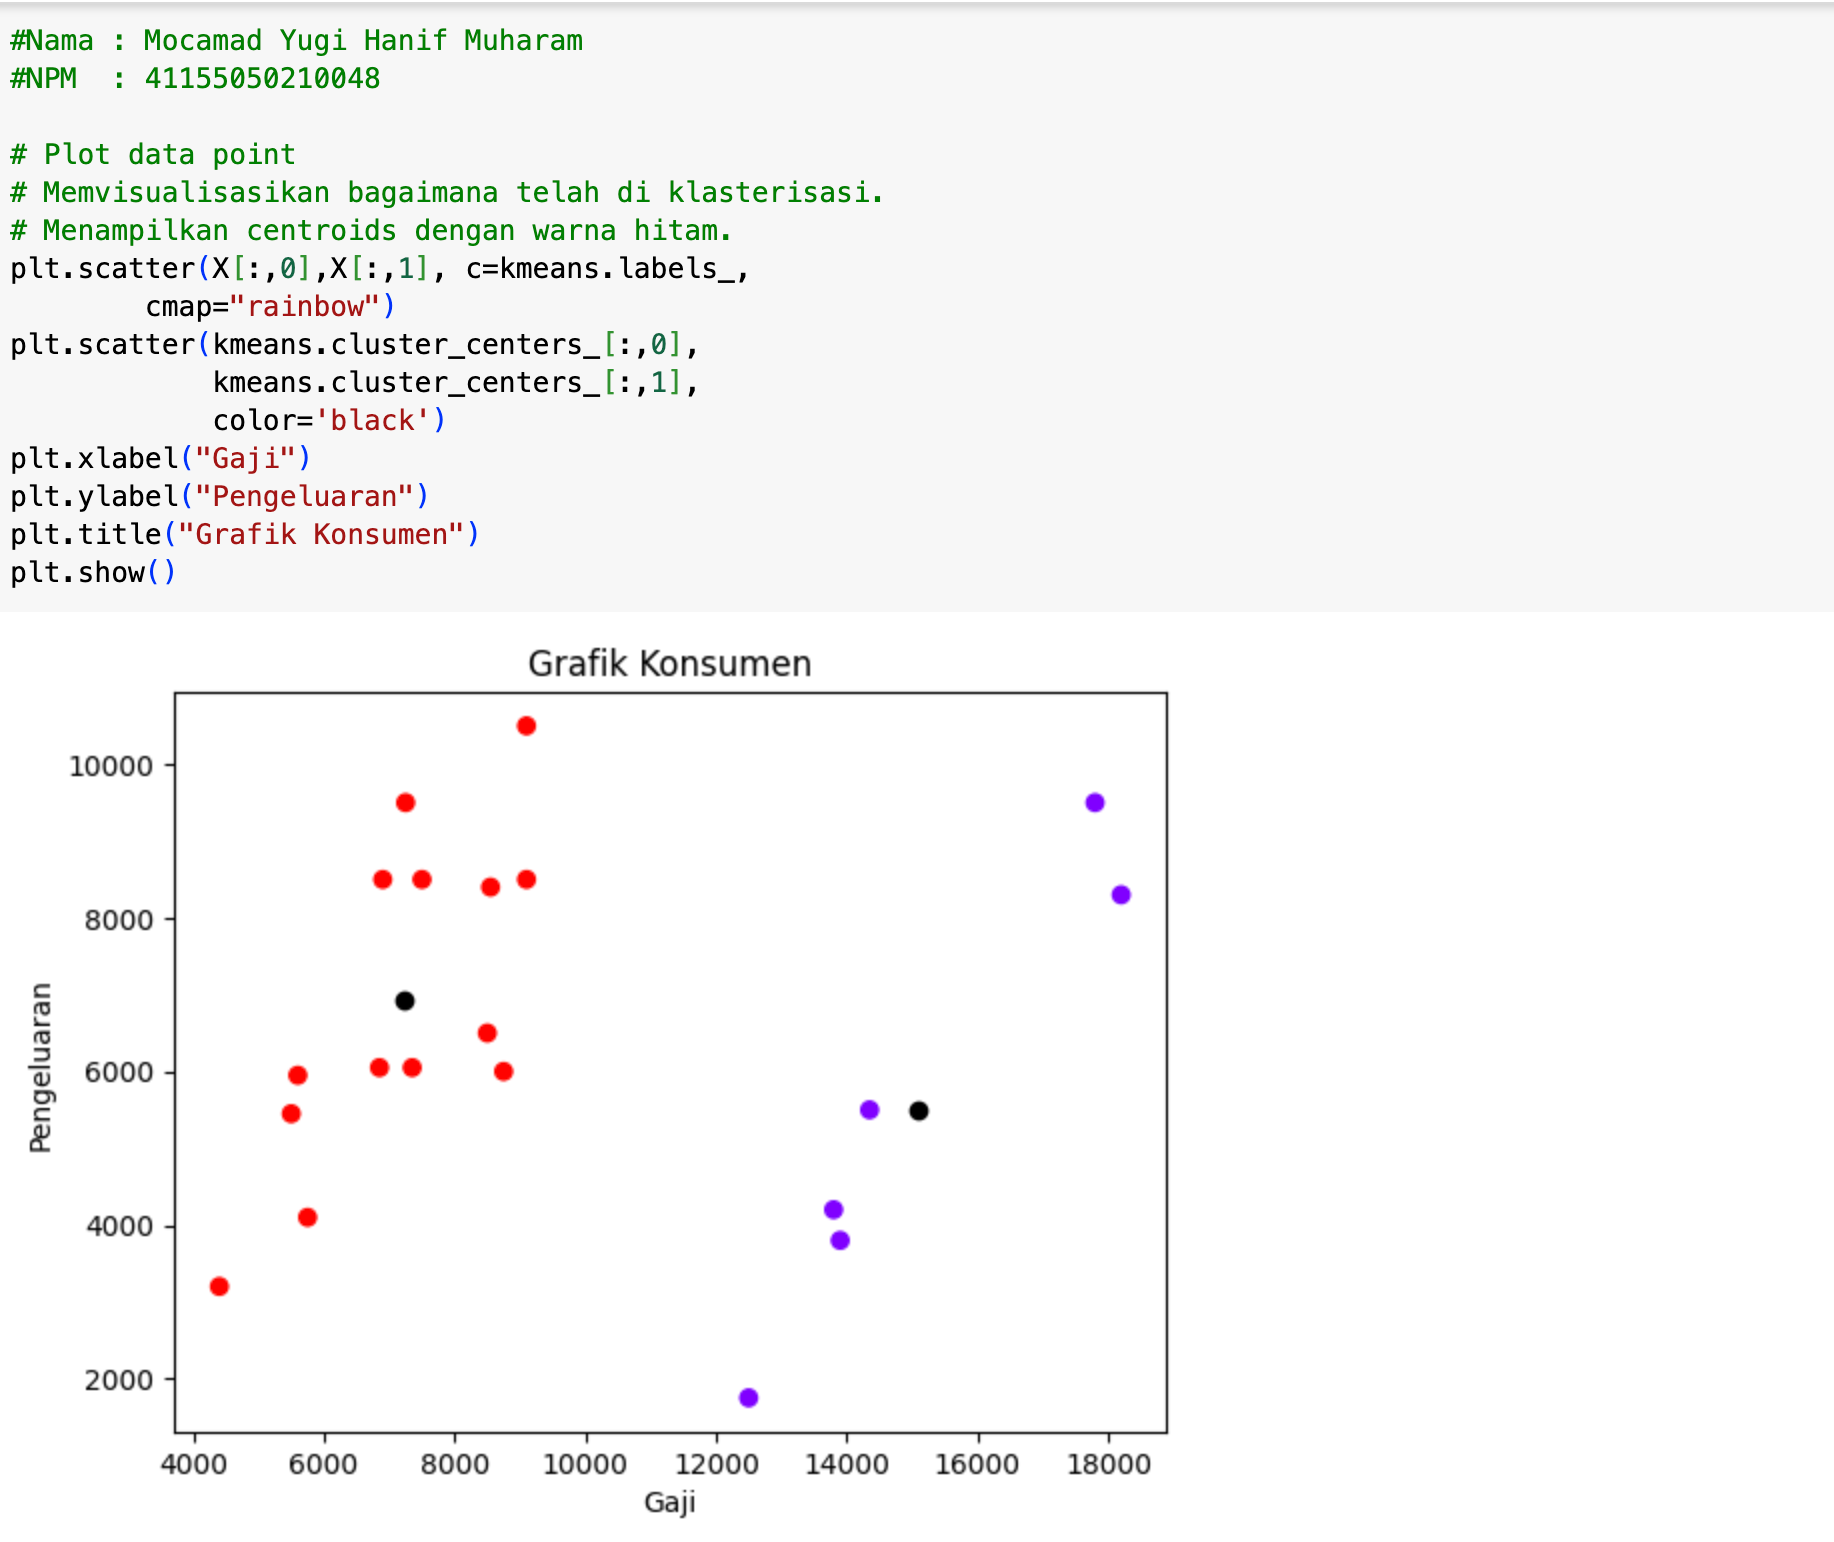 #Nama : Mocamad Yugi Hanif Muharam
#NPM  : 41155050210048
# Plot data point
# Memvisualisasikan bagaimana telah di klasterisasi.
# Menampilkan centroids dengan warna hitam.
plt.scatter(X[:,0],X[:,1], c=kmeans.labels_,
        cmap="rainbow")
plt.scatter(kmeans.cluster_centers_[:,0],
            kmeans.cluster_centers_[:,1],
            color='black')
plt.xlabel("Gaji")
plt.ylabel("Pengeluaran")
plt.title("Grafik Konsumen")
plt.show()
Grafik Konsumen
Pengeluaran
10000
8000
6000
4000
2000
4000 6000 8000 10000 12000 14000 16000 18000
Gaji